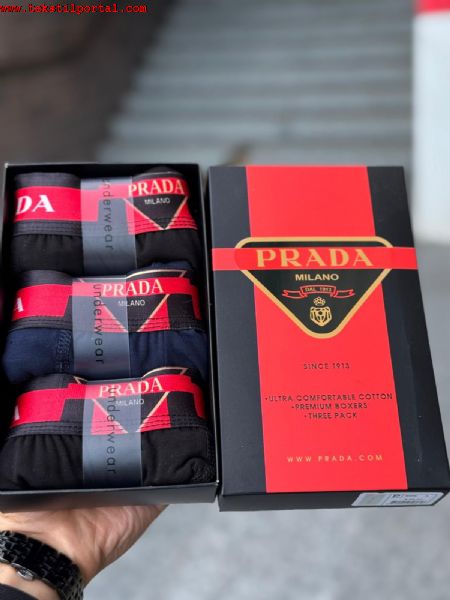 www.tekstilportal.com
DA
PRADA
MILANO
underwear
PRADA
MILANO
underwear
PRADA
MILANO
underwear
PRADA
MILANO
DAL 1913
SINCE 1913
•ULTRA COMFORTABLE COTTON
•PREMIUM BOXERS
•THREE PACK
WWW.PRADA.COM